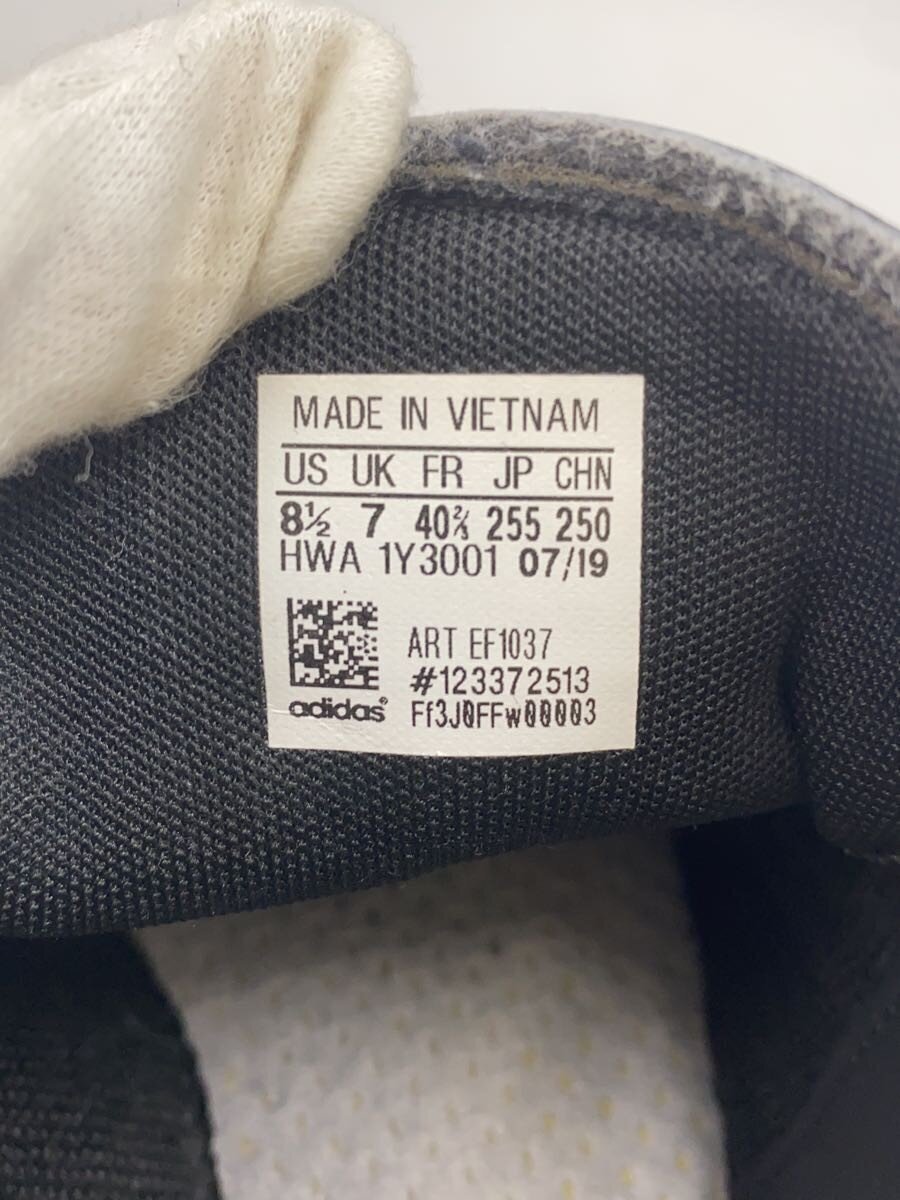 MADE IN VIETNAM
US UK FR JP CHN
8½ 7 40⅔ 255 250
HWA 1Y3001 07/19
ART EF1037
#123372513
adidas® Ff3J0FFw00003